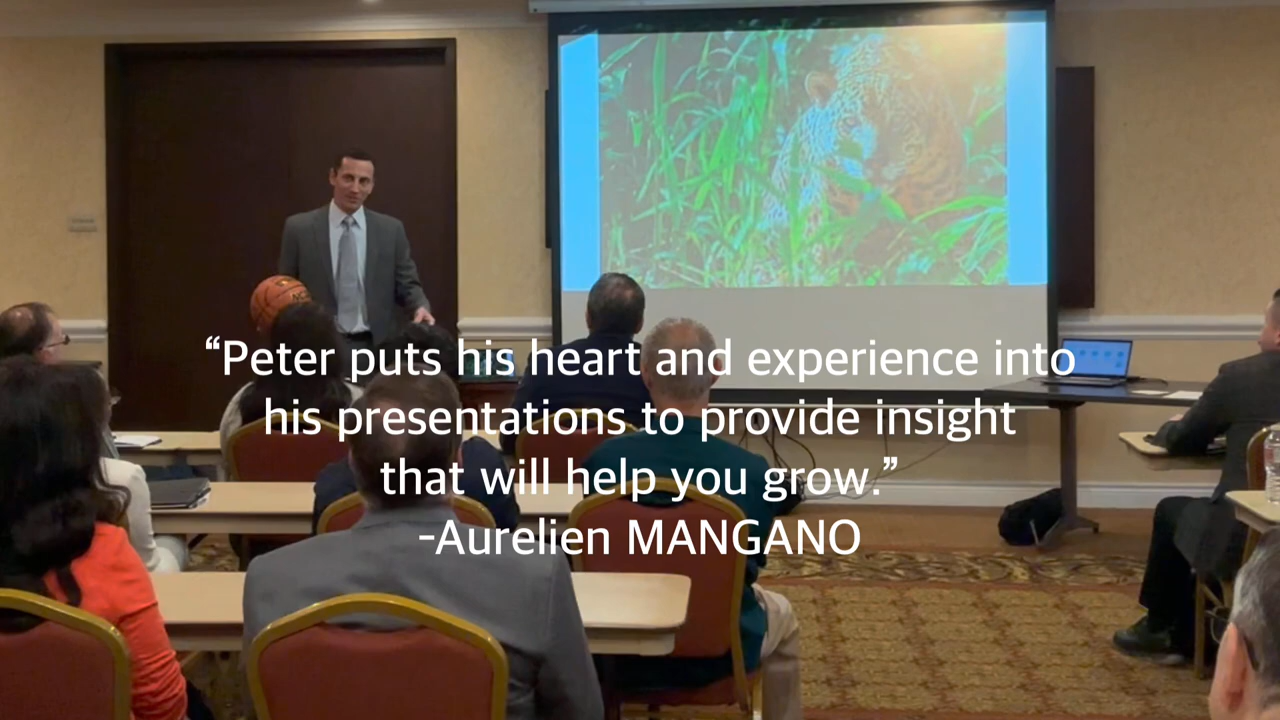 “Peter puts his heart and experience into
his presentations to provide insight
that will help you grow.”
-Aurelien MANGANO